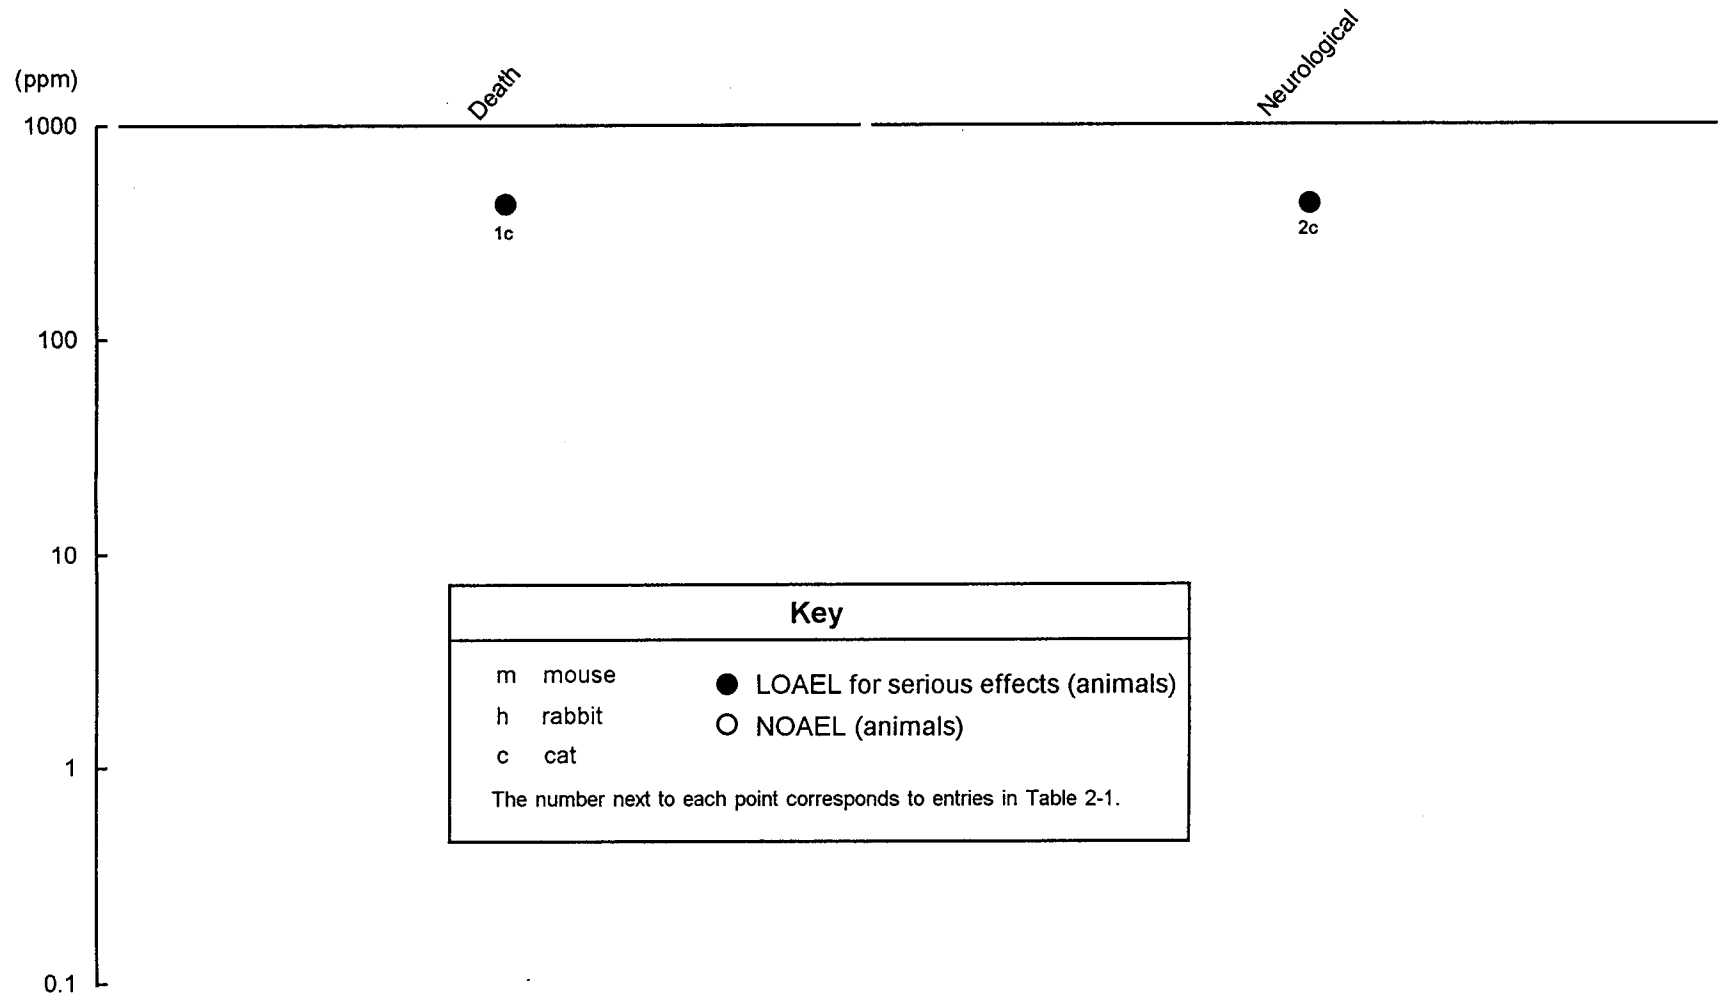 (ppm)
Death
Neurological
1000
1c
2c
100
10
Key
m mouse
h rabbit
c cat
LOAEL for serious effects (animals)
NOAEL (animals)
1
The number next to each point corresponds to entries in Table 2-1.
0.1